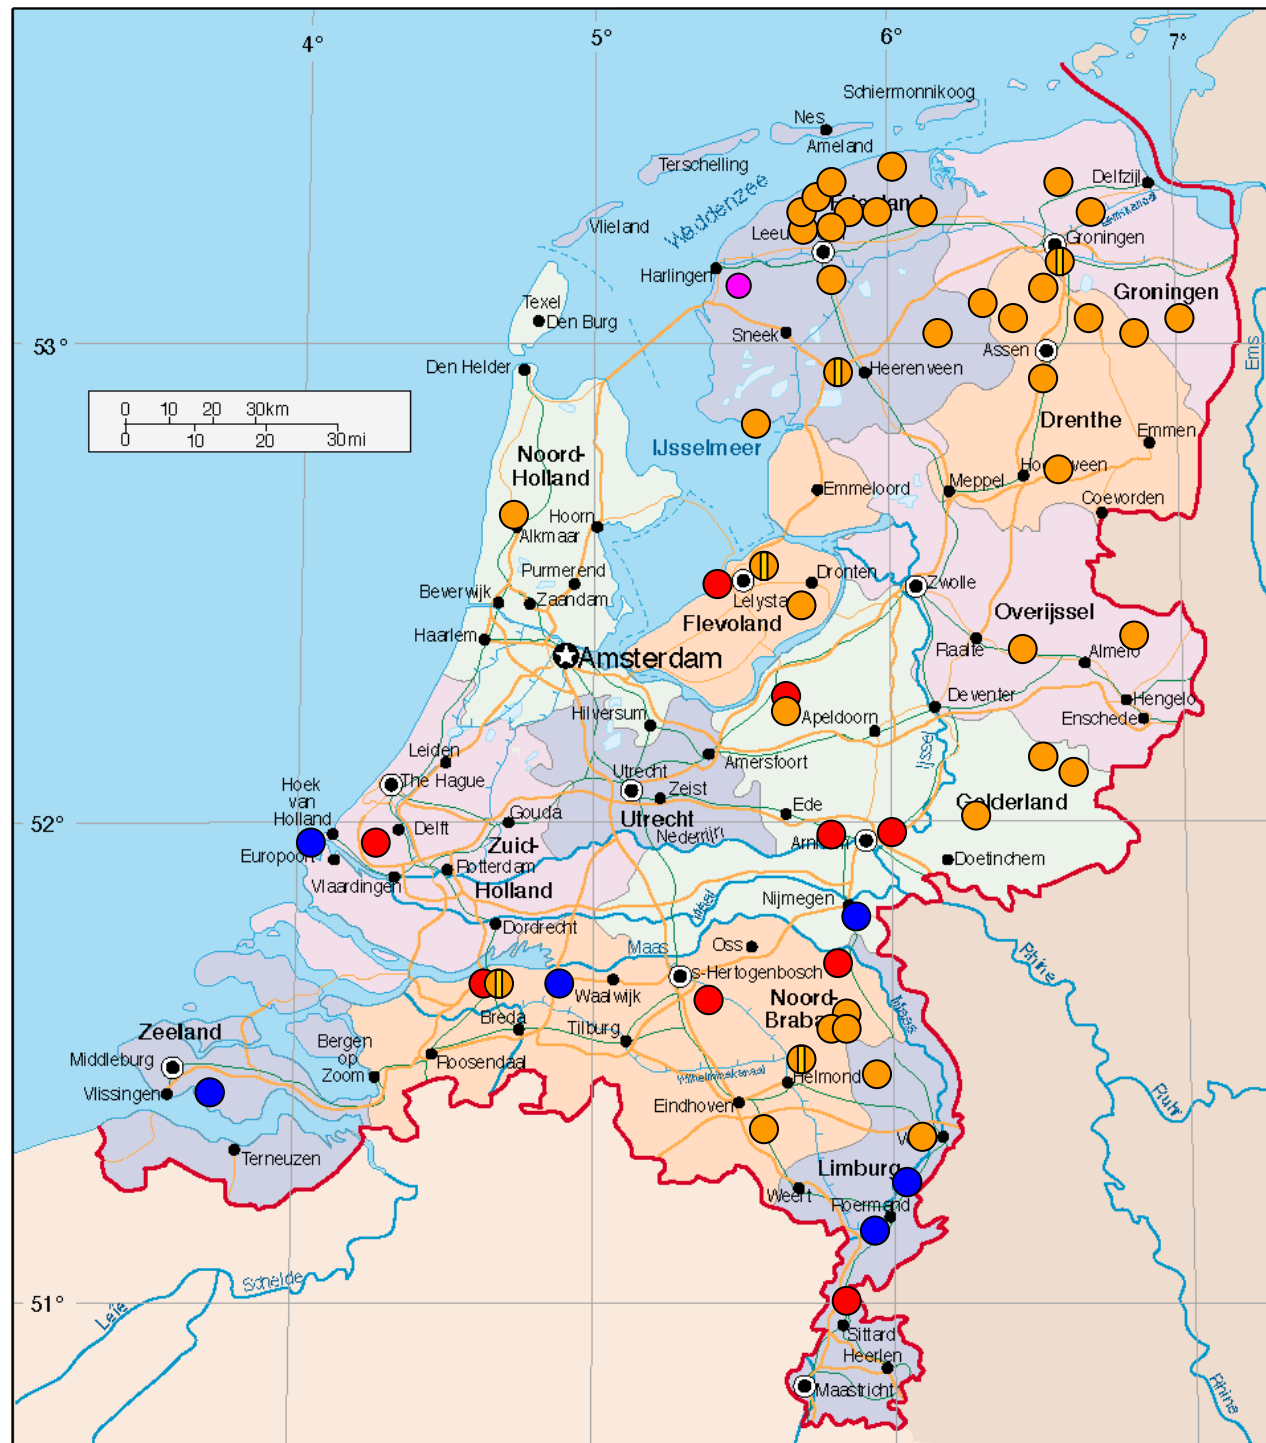 4°
5°
6°
7°
Schiermonnikoog
Nes
Ameland
Terschelling
Waddenzee
Vlieland
Delfzijl
Eemskanaal
Groningen
Harlingen
Groningen
Texel
Den Burg
Sneek
53°
Assen
Ems
Den Helder
Heerenveen
0 10 20 30km
0 10 20 30mi
Drenthe
Emmen
IJsselmeer
Noord-
Holland
Meppel
Emmeloord
Coevorden
Hoorn
Alkmaar
Purmerend
Dronten
Zwolle
Beverwijk
Zaandam
Overijssel
Flevoland
Haarlem
Raalte
Almelo
Amsterdam
Deventer
Hengelo
Hilversum
Apeldoorn
Enschede
IJssel
Leiden
Amersfoort
The Hague
Utrecht
Hoek
van
Holland
Zeist
Ede
Gelderland
Gouda
Utrecht
52°
Delft
Nederrijn
Zuid-
Holland
Europoort
Rotterdam
Doetinchem
Vlaardingen
Nijmegen
Waal
Dordrecht
Maas
Oss
Rhine
s-Hertogenbosch
Waalwijk
Noord-
Maas
Breda
Tilburg
Zeeland
Bergen
op
Zoom
Middleburg
Roosendaal
Wilhelminakanaal
Helmond
Vlissingen
Eindhoven
Ruhr
Terneuzen
Limburg
Weert
Roermond
Schelde
51°
Leie
Sittard
Heerlen
Maastricht
Rhine